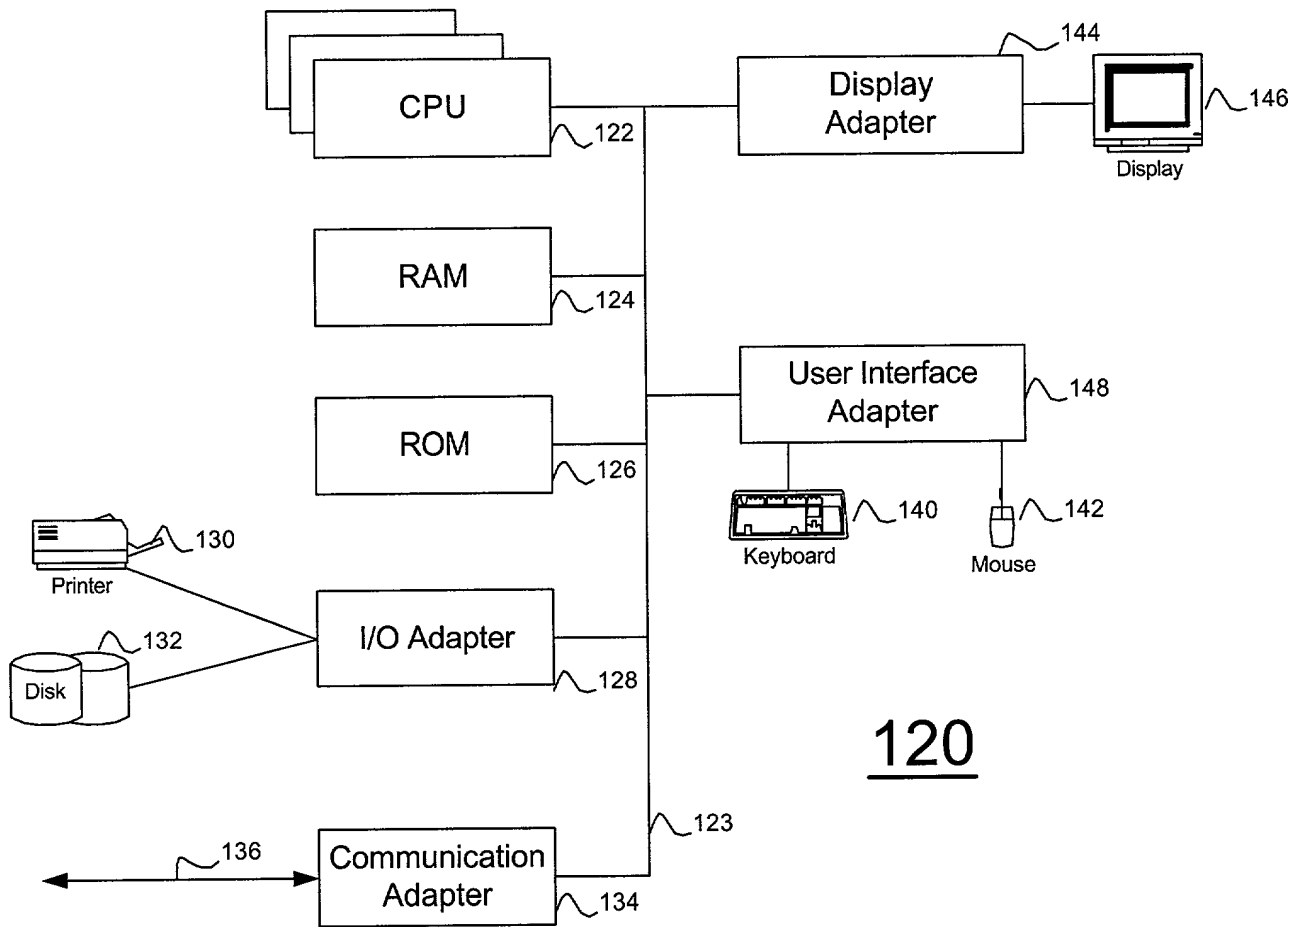 144
CPU
Display
Adapter
146
122
Display
RAM
124
User Interface
Adapter
148
ROM
126
140
142
Keyboard
Mouse
130
Printer
I/O Adapter
132
Disk
128
120
123
136
Communication
Adapter
134